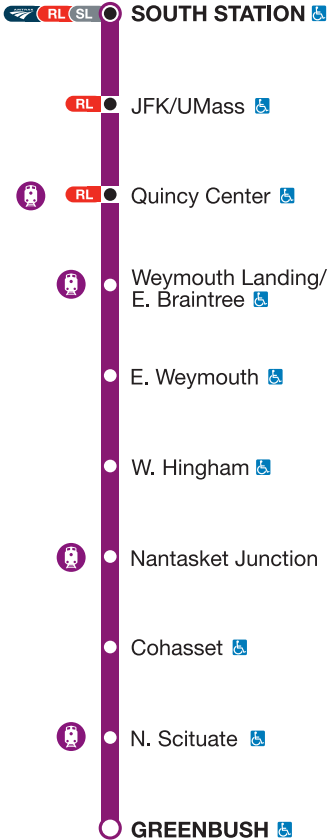 RL SL SOUTH STATION
RL JFK/UMass
RL Quincy Center
Weymouth Landing/
E. Braintree
E. Weymouth
W. Hingham
Nantasket Junction
Cohasset
N. Scituate
GREENBUSH